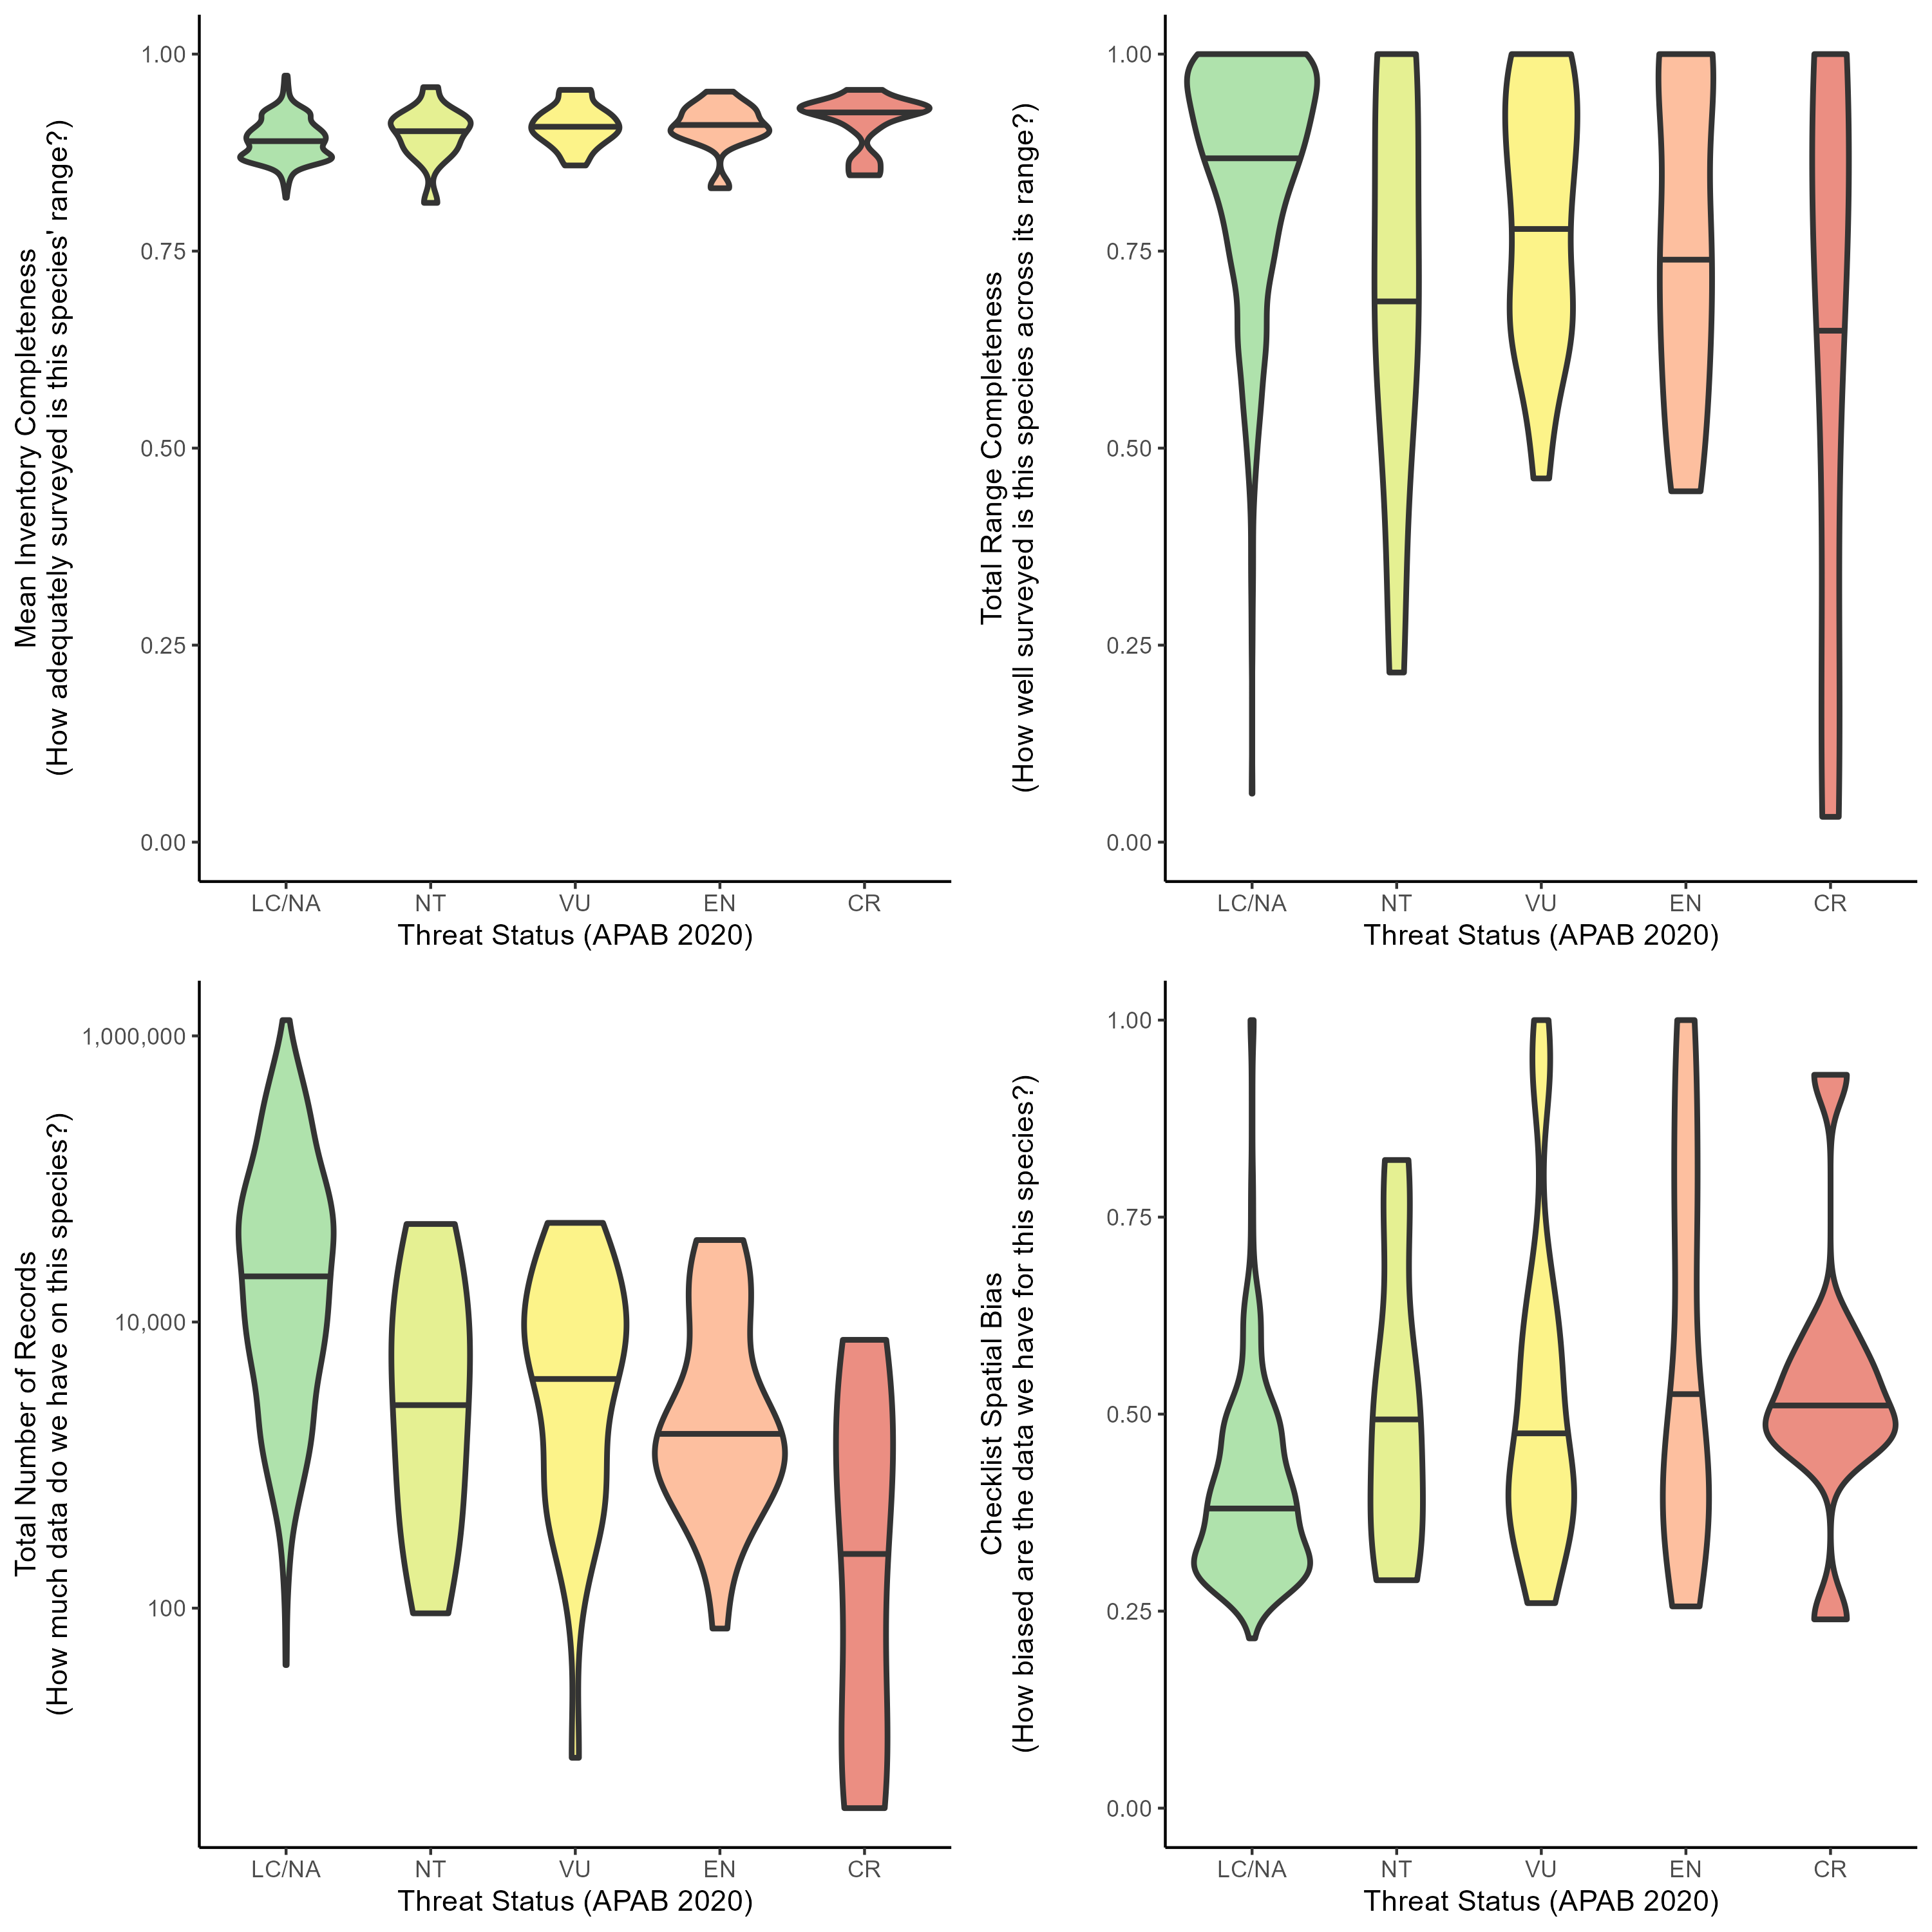 Mean Inventory Completeness
(How adequately surveyed is this species' range?)
1.00
0.75
0.50
0.25
0.00
LC/NA NT VU EN CR
Threat Status (APAB 2020)
Total Range Completeness
(How well surveyed is this species across its range?)
1.00
0.75
0.50
0.25
0.00
LC/NA NT VU EN CR
Threat Status (APAB 2020)
Total Number of Records
(How much data do we have on this species?)
1,000,000
10,000
100
LC/NA NT VU EN CR
Threat Status (APAB 2020)
Checklist Spatial Bias
(How biased are the data we have for this species?)
1.00
0.75
0.50
0.25
0.00
LC/NA NT VU EN CR
Threat Status (APAB 2020)